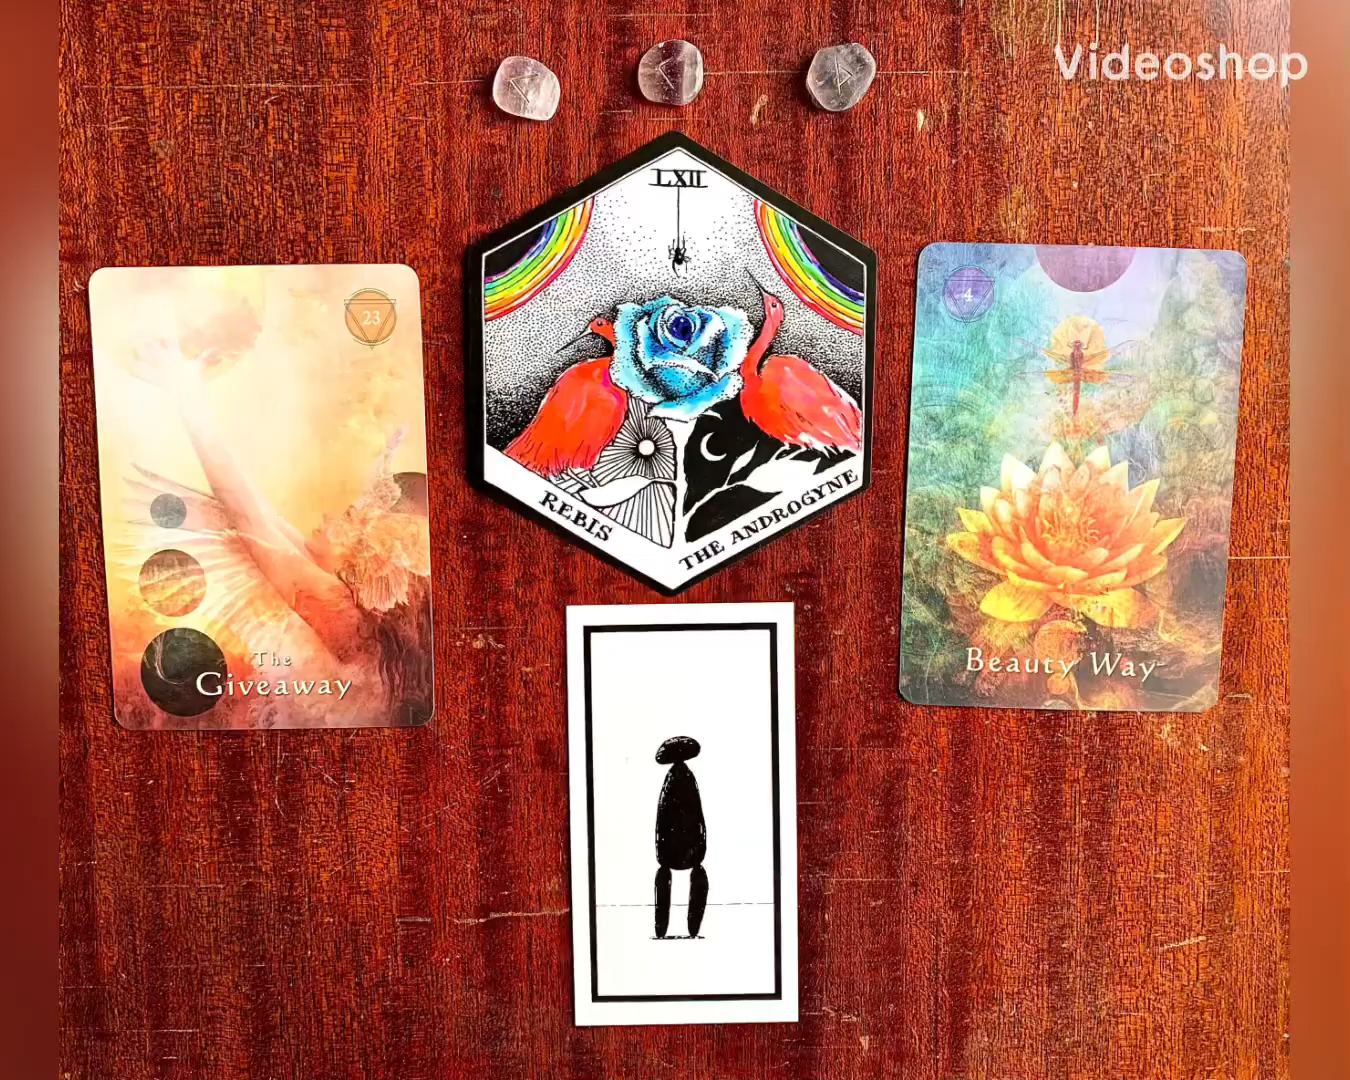 Videoshop
LXII
23
4
REBIS
THE ANDROGYNE
The
Giveaway
Beauty Way